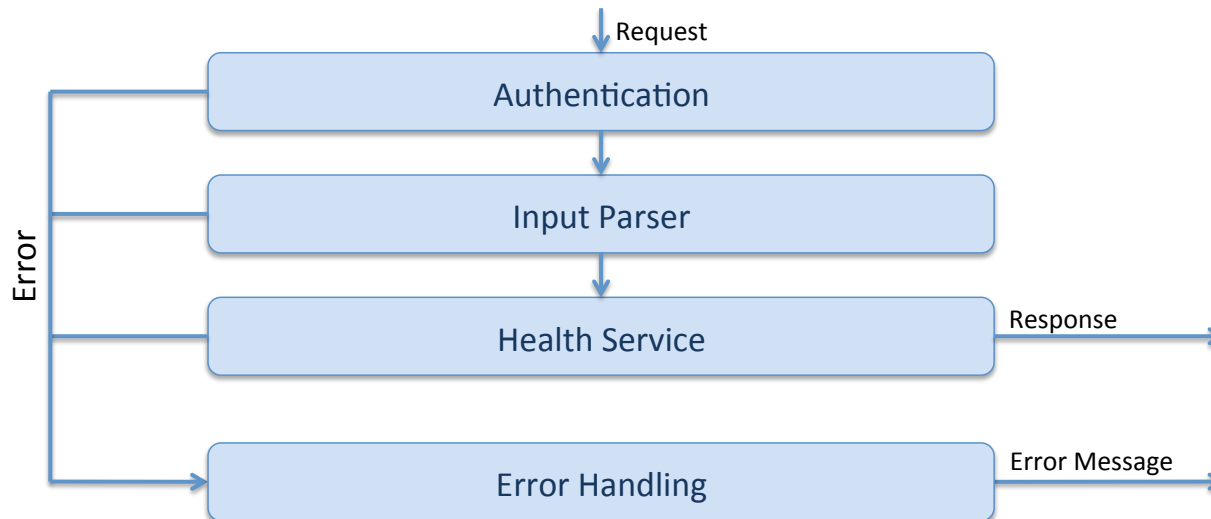 Request
Authentication
Input Parser
Error
Health Service
Response
Error Handling
Error Message